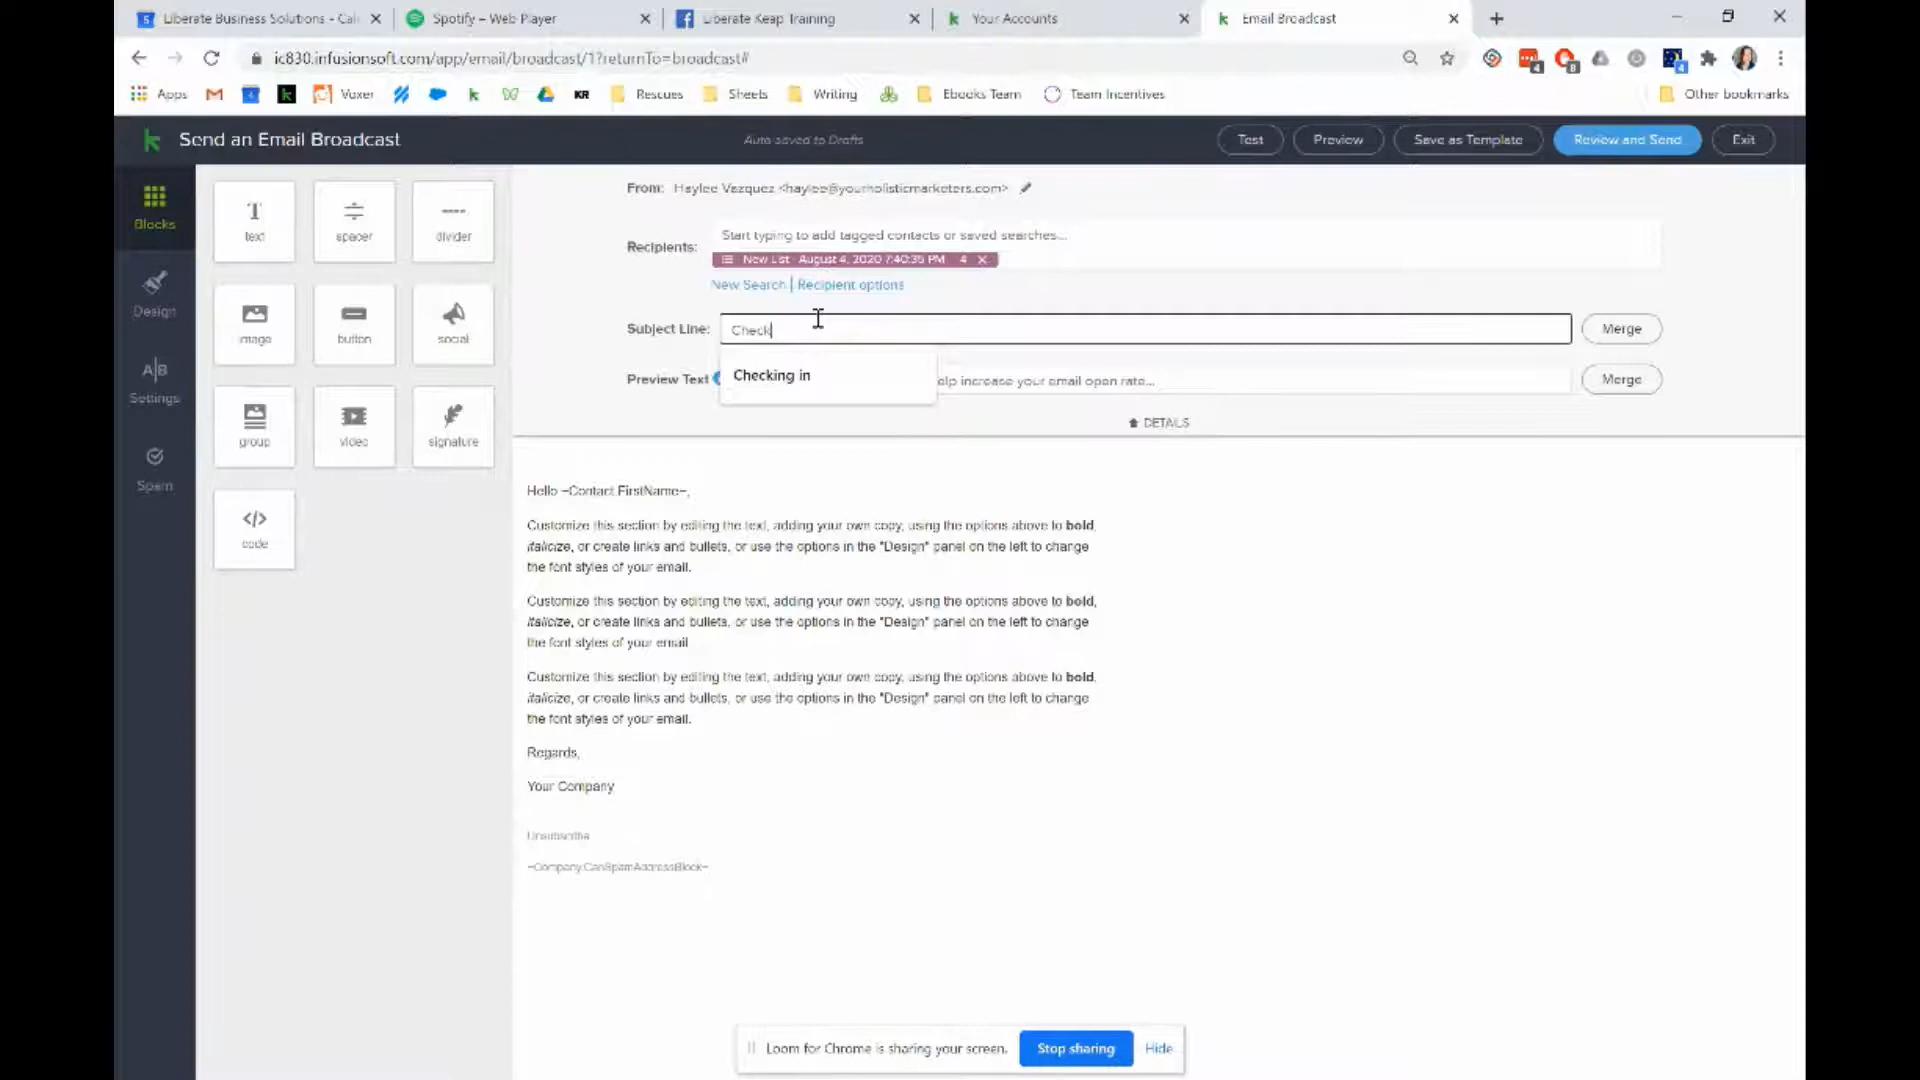 Liberate Business Solutions - Cal
Spotify – Web Player
Liberate Keap Training
Your Accounts
Email Broadcast
ic830.infusionsoft.com/app/email/broadcast/1?returnTo=broadcast#
Apps
Voxer
KR
Rescues
Sheets
Writing
Ebooks Team
Team Incentives
Other bookmarks
Send an Email Broadcast
Auto saved to Drafts
Test
Preview
Save as Template
Review and Send
Exit
Blocks
Design
A|B
Settings
Spam
text
spacer
divider
image
button
social
group
video
signature
code
From: Haylee Vazquez <haylee@yourholisticmarketers.com>
Recipients:
Start typing to add tagged contacts or saved searches...
New List - August 4, 2020 7:40:35 PM 4
New Search | Recipient options
Subject Line: Check
Merge
Checking in
Preview Text
elp increase your email open rate...
Merge
DETAILS
Hello ~Contact.FirstName~,
Customize this section by editing the text, adding your own copy, using the options above to bold,
italicize, or create links and bullets, or use the options in the "Design" panel on the left to change
the font styles of your email.
Customize this section by editing the text, adding your own copy, using the options above to bold,
italicize, or create links and bullets, or use the options in the "Design" panel on the left to change
the font styles of your email.
Customize this section by editing the text, adding your own copy, using the options above to bold,
italicize, or create links and bullets, or use the options in the "Design" panel on the left to change
the font styles of your email.
Regards,
Your Company
Unsubscribe
~Company.CanSpamAddressBlock~
Loom for Chrome is sharing your screen.
Stop sharing
Hide